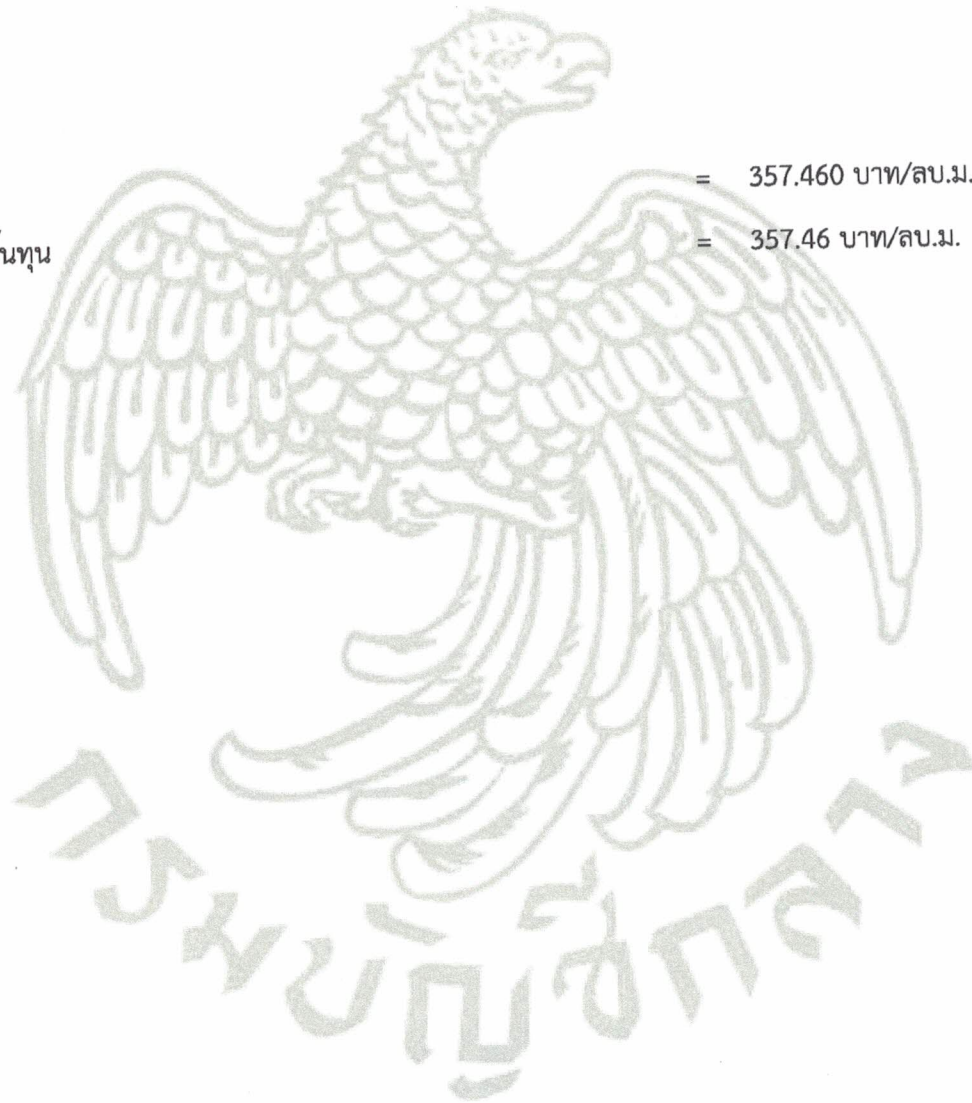 = 357.460 บาท/ลบ.ม.
นทุน = 357.46 บาท/ลบ.ม.
กรมบัญชีกลาง